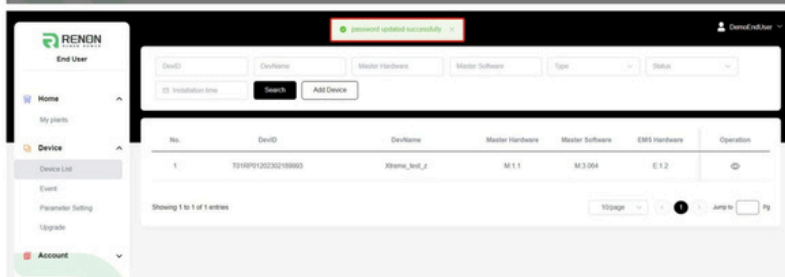 password updated successfully
DemoEndUser
RENON
End User
DevID
DevName
Master Hardware
Master Software
Type
Status
Installation time
Search
Add Device
Home
My plants
Device
Device List
Event
Parameter Setting
Upgrade
Account
No.
DevID
DevName
Master Hardware
Master Software
EMS Hardware
Operation
1
Xtreme_test_z
M.1.1
M.3.064
E.1.2
Showing 1 to 1 of 1 entries
10/page
1
Jump to
Pg